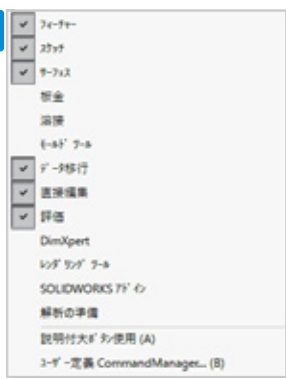 ﾌｨｰﾁｬｰ
ｽｹｯﾁ
ｻｰﾌｪｽ
板金
溶接
ﾓｰﾙﾄﾞ ﾂｰﾙ
ﾃﾞｰﾀ移行
直接編集
評価
DimXpert
ﾚﾝﾀﾞﾘﾝｸﾞ ﾂｰﾙ
SOLIDWORKS ｱﾄﾞｲﾝ
解析の準備
説明付大ﾎﾞﾀﾝ使用 (A)
ﾕｰｻﾞｰ定義 CommandManager... (B)